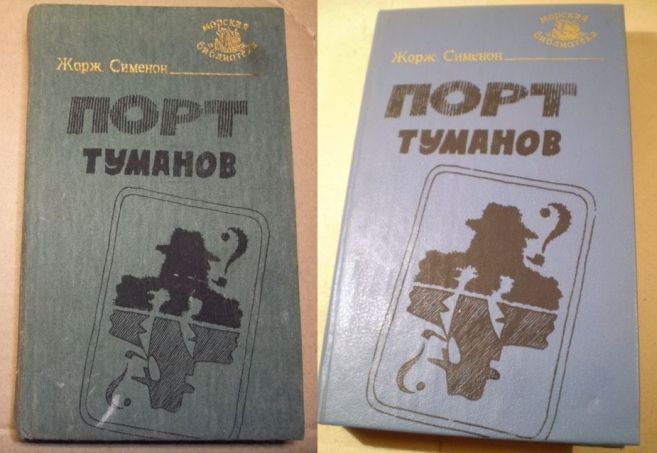 морская
библиотека
Жорж Сименон
ПОРТ
ТУМАНОВ
морская
библиотека
Жорж Сименон
ПОРТ
ТУМАНОВ